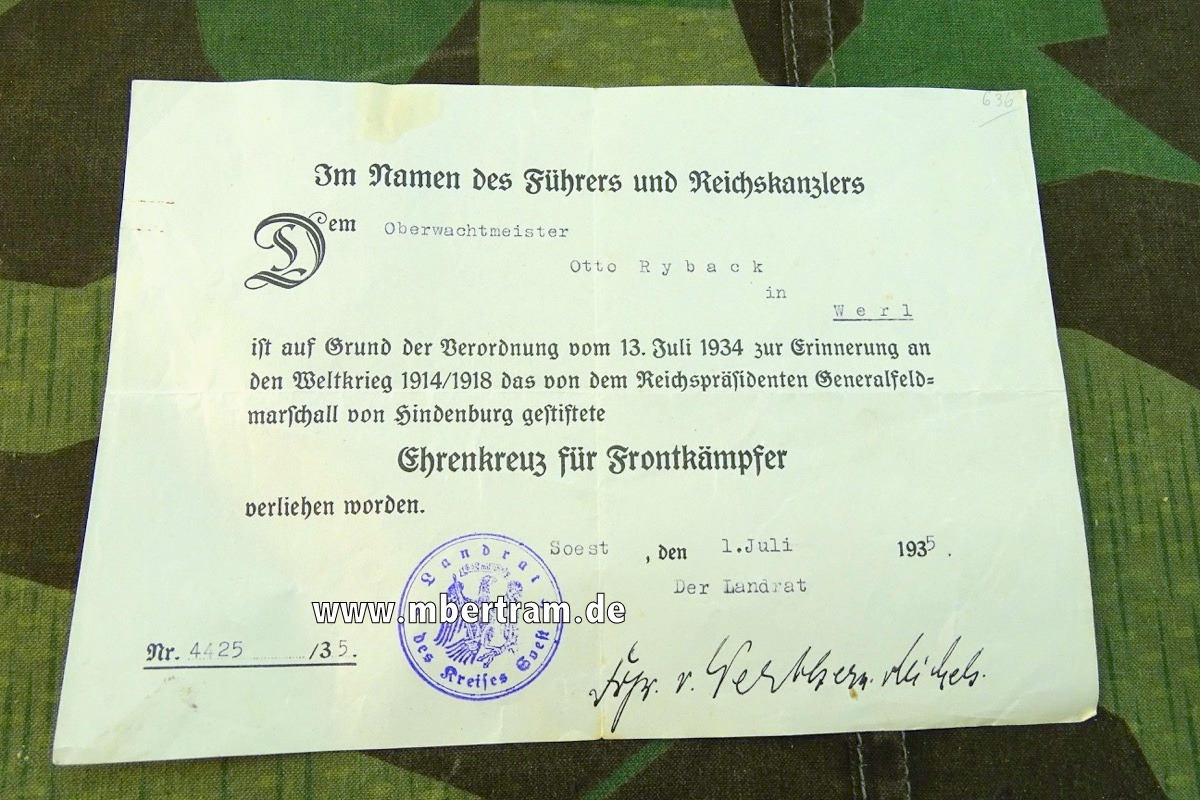 636
Im Namen des Führers und Reichskanzlers
Dem Oberwachtmeister
Otto Ryback
in
Werl
ist auf Grund der Verordnung vom 13. Juli 1934 zur Erinnerung an
den Weltkrieg 1914/1918 das von dem Reichspräsidenten Generalfeld=
marschall von Hindenburg gestiftete
Ehrenkreuz für Frontkämpfer
verliehen worden.
Soest, den 1. Juli 1935.
Der Landrat
Landrat
des Kreises Soest
www.mbertram.de
Nr. 4425 /35.